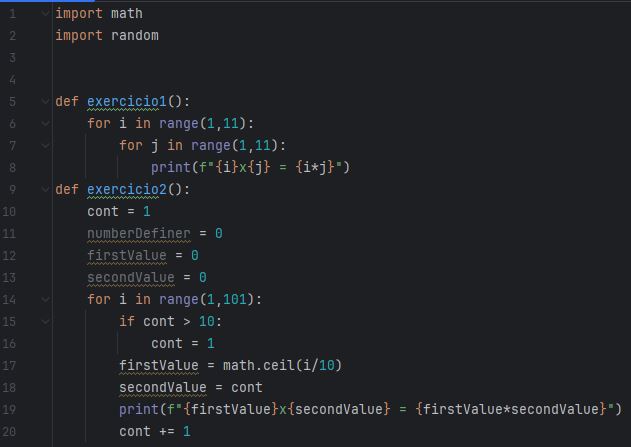 1 import math
2 import random
3
4
5 def exercicio1():
6     for i in range(1,11):
7         for j in range(1,11):
8             print(f"{i}x{j} = {i*j}")
9 def exercicio2():
10     cont = 1
11     numberDefiner = 0
12     firstValue = 0
13     secondValue = 0
14     for i in range(1,101):
15         if cont > 10:
16             cont = 1
17         firstValue = math.ceil(i/10)
18         secondValue = cont
19         print(f"{firstValue}x{secondValue} = {firstValue*secondValue}")
20         cont += 1